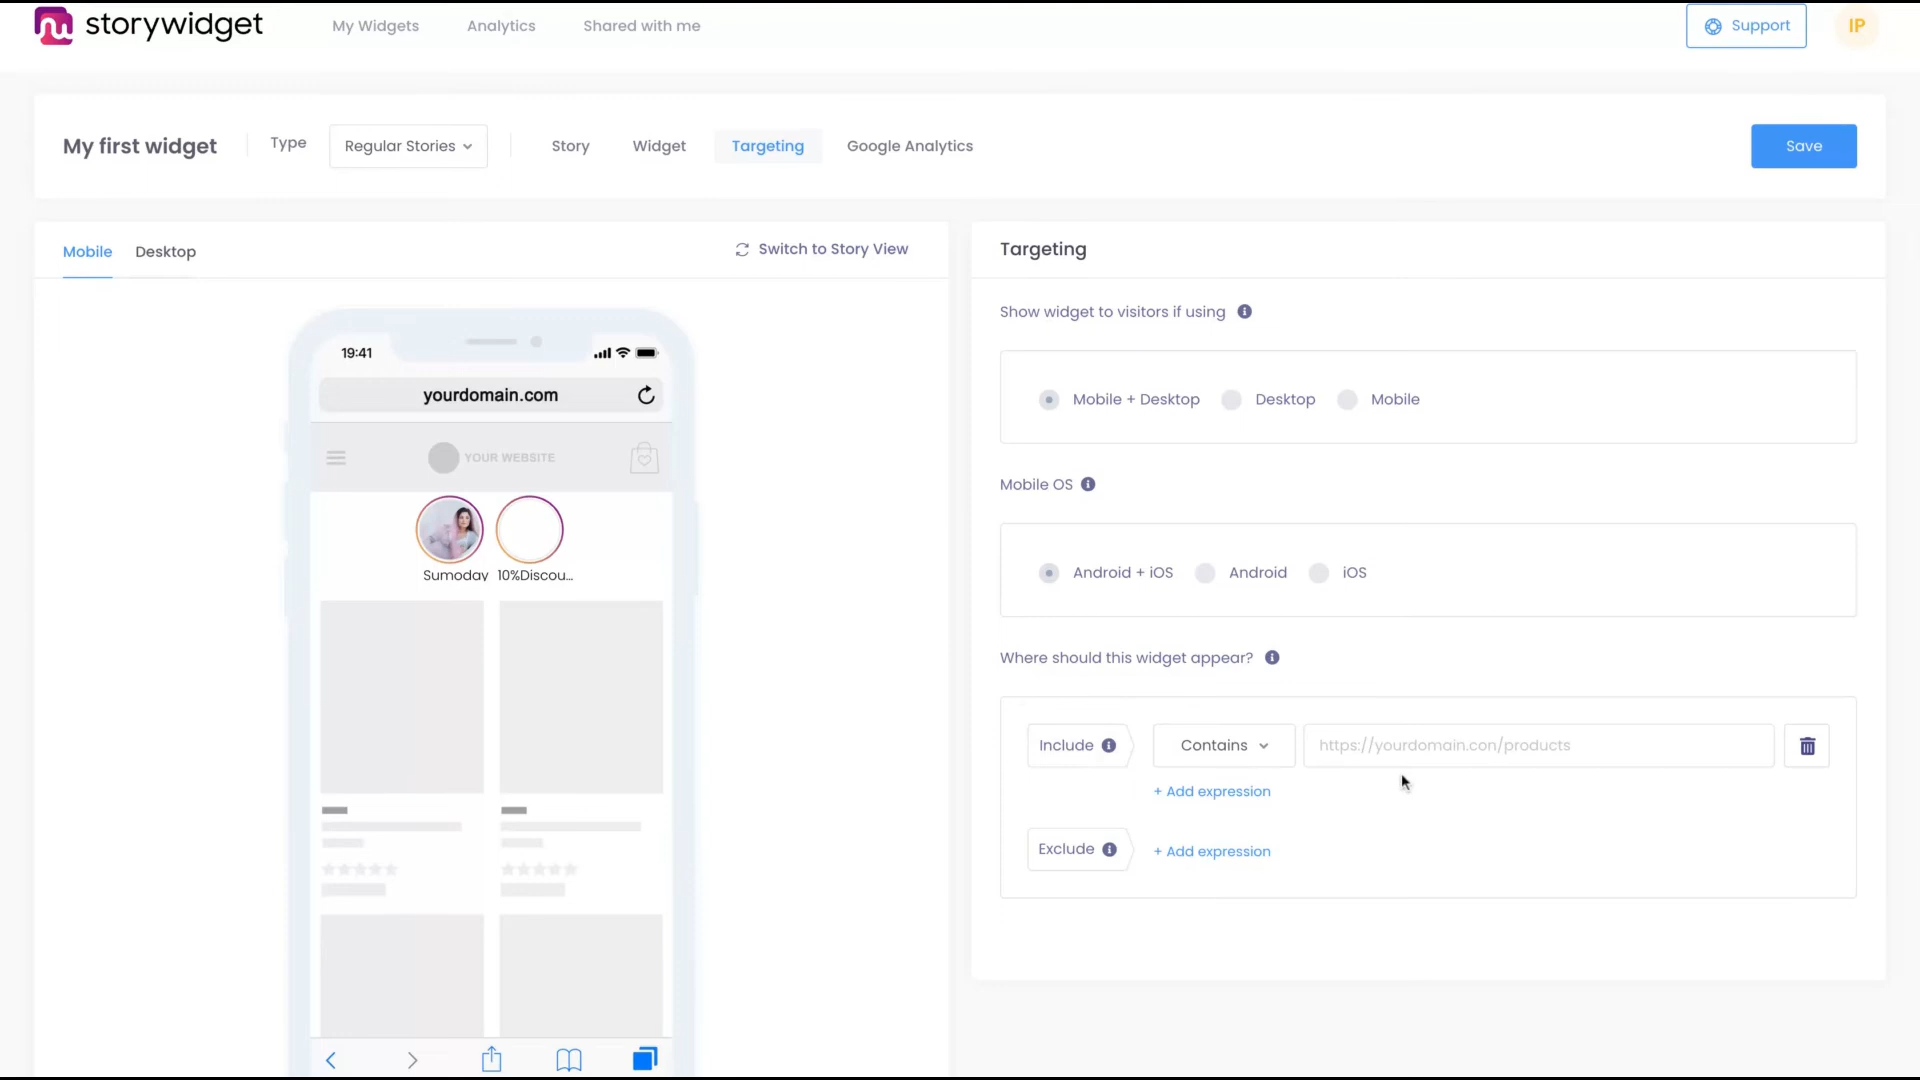 storywidget
My Widgets
Analytics
Shared with me
Support
IP
My first widget
Type
Regular Stories
Story
Widget
Targeting
Google Analytics
Save
Mobile
Desktop
Switch to Story View
19:41
yourdomain.com
YOUR WEBSITE
Sumoday
10%Discou...
Targeting
Show widget to visitors if using
Mobile + Desktop
Desktop
Mobile
Mobile OS
Android + iOS
Android
iOS
Where should this widget appear?
Include
Contains
https://yourdomain.con/products
+ Add expression
Exclude
+ Add expression